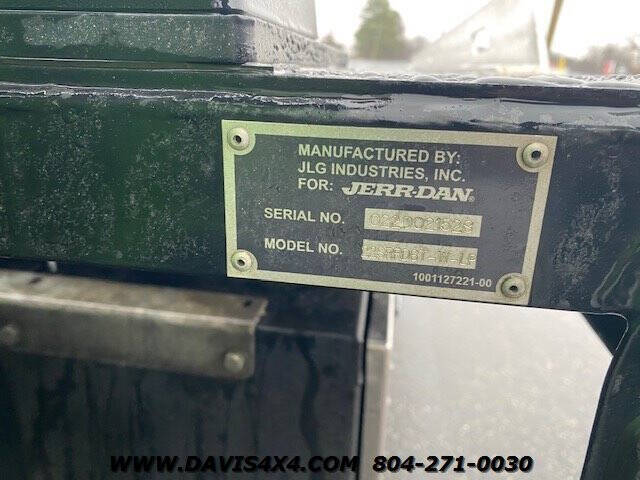 MANUFACTURED BY:
JLG INDUSTRIES, INC.
FOR: JERR-DAN®
SERIAL NO.
MODEL NO.
1001127221-00
WWW.DAVIS4X4.COM 804-271-0030